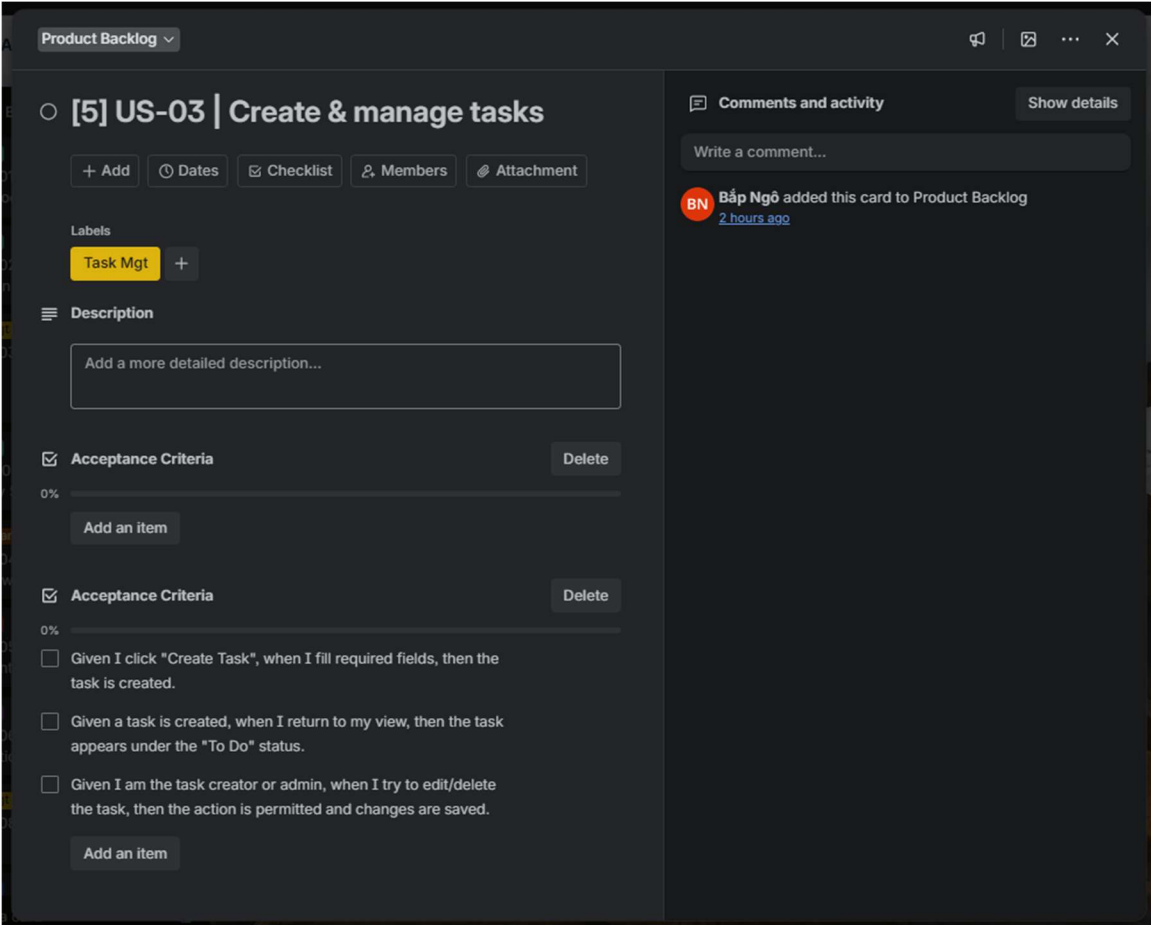 Product Backlog
[5] US-03 | Create & manage tasks
+ Add
Dates
Checklist
Members
Attachment
Labels
Task Mgt
+
Description
Add a more detailed description...
Acceptance Criteria
Delete
0%
Add an item
Acceptance Criteria
Delete
0%
Given I click "Create Task", when I fill required fields, then the
task is created.
Given a task is created, when I return to my view, then the task
appears under the "To Do" status.
Given I am the task creator or admin, when I try to edit/delete
the task, then the action is permitted and changes are saved.
Add an item
Comments and activity
Show details
Write a comment...
BN
Bắp Ngô added this card to Product Backlog
2 hours ago